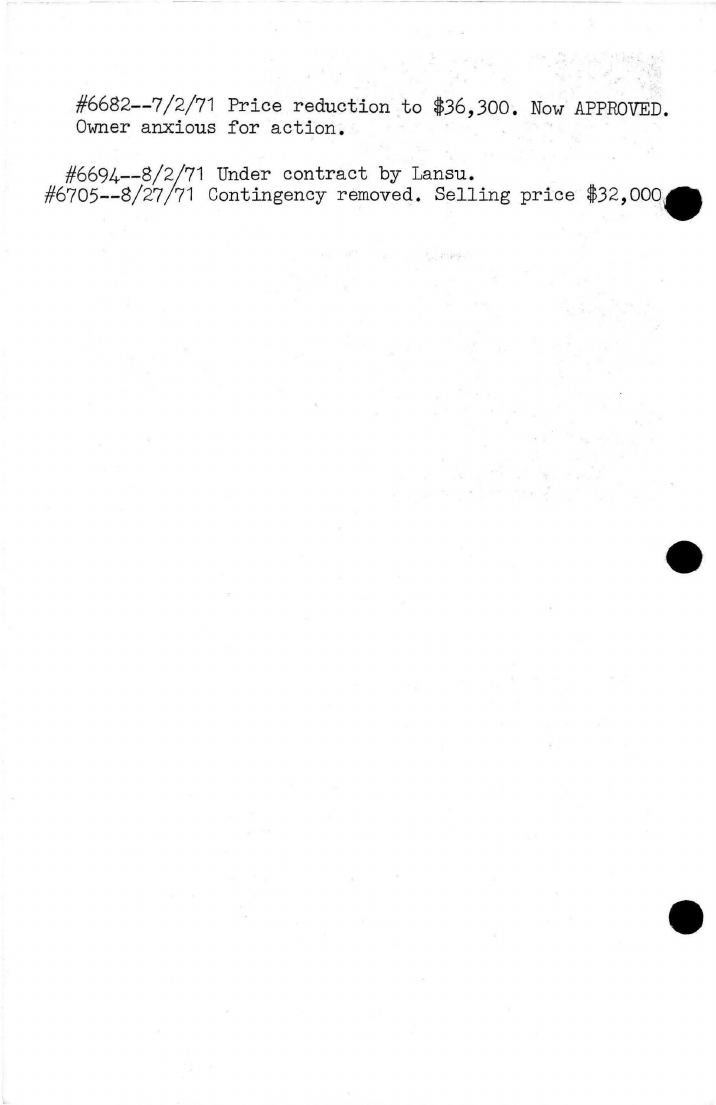 #6682--7/2/71 Price reduction to $36,300. Now APPROVED.
Owner anxious for action.
#6694--8/2/71 Under contract by Lansu.
#6705--8/27/71 Contingency removed. Selling price $32,000